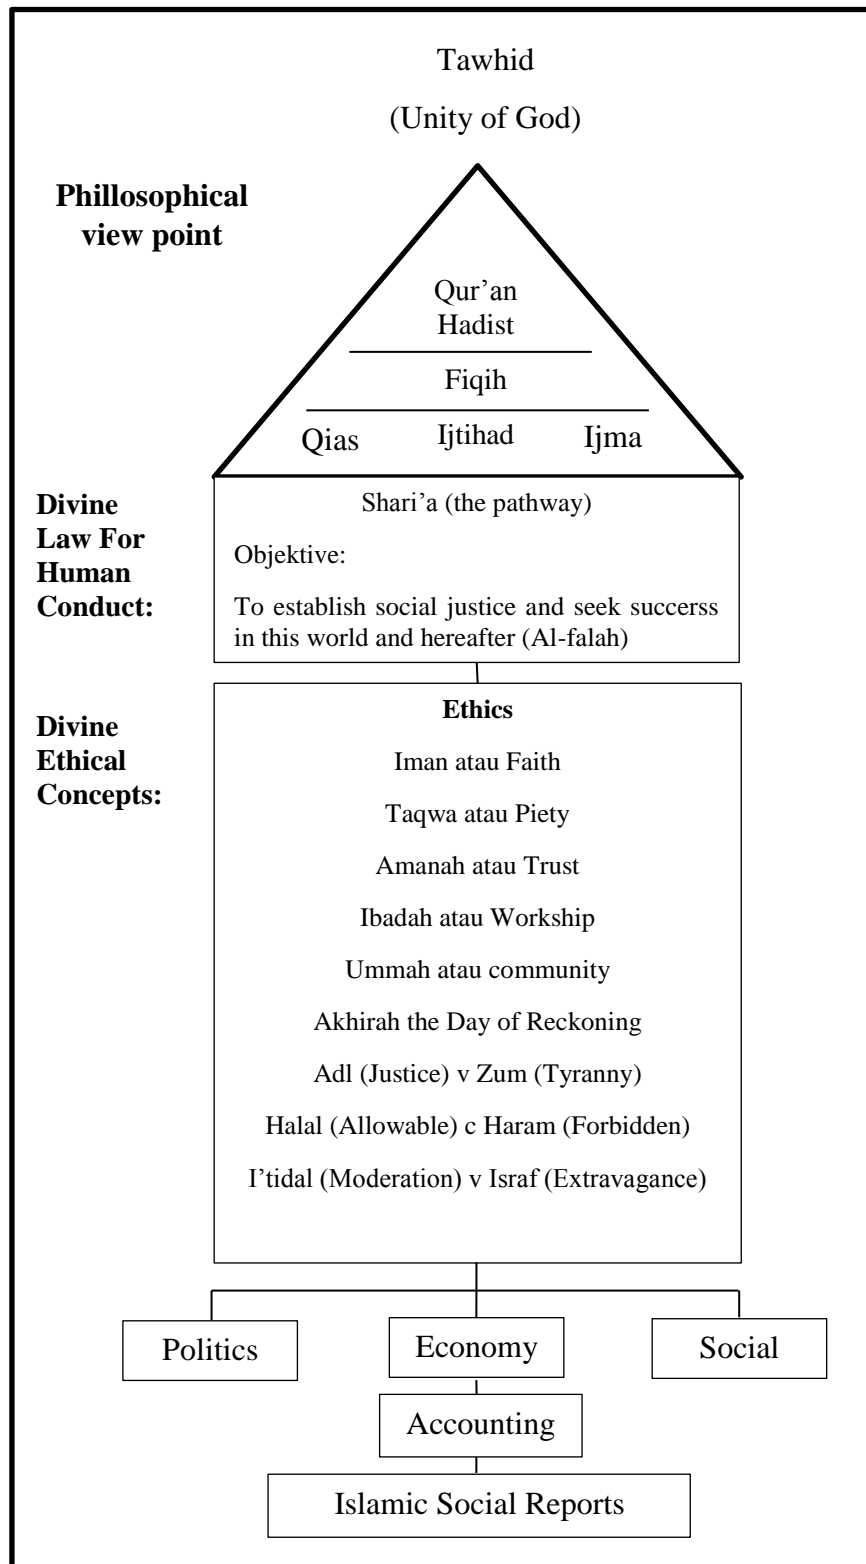 Tawhid
(Unity of God)
Phillosophical
view point
Qur’an
Hadist
Fiqih
Qias Ijtihad Ijma
Divine
Law For
Human
Conduct:
Shari’a (the pathway)
Objektive:
To establish social justice and seek succerss
in this world and hereafter (Al-falah)
Divine
Ethical
Concepts:
Ethics
Iman atau Faith
Taqwa atau Piety
Amanah atau Trust
Ibadah atau Workship
Ummah atau community
Akhirah the Day of Reckoning
Adl (Justice) v Zum (Tyranny)
Halal (Allowable) c Haram (Forbidden)
I’tidal (Moderation) v Israf (Extravagance)
Politics Economy Social
Accounting
Islamic Social Reports